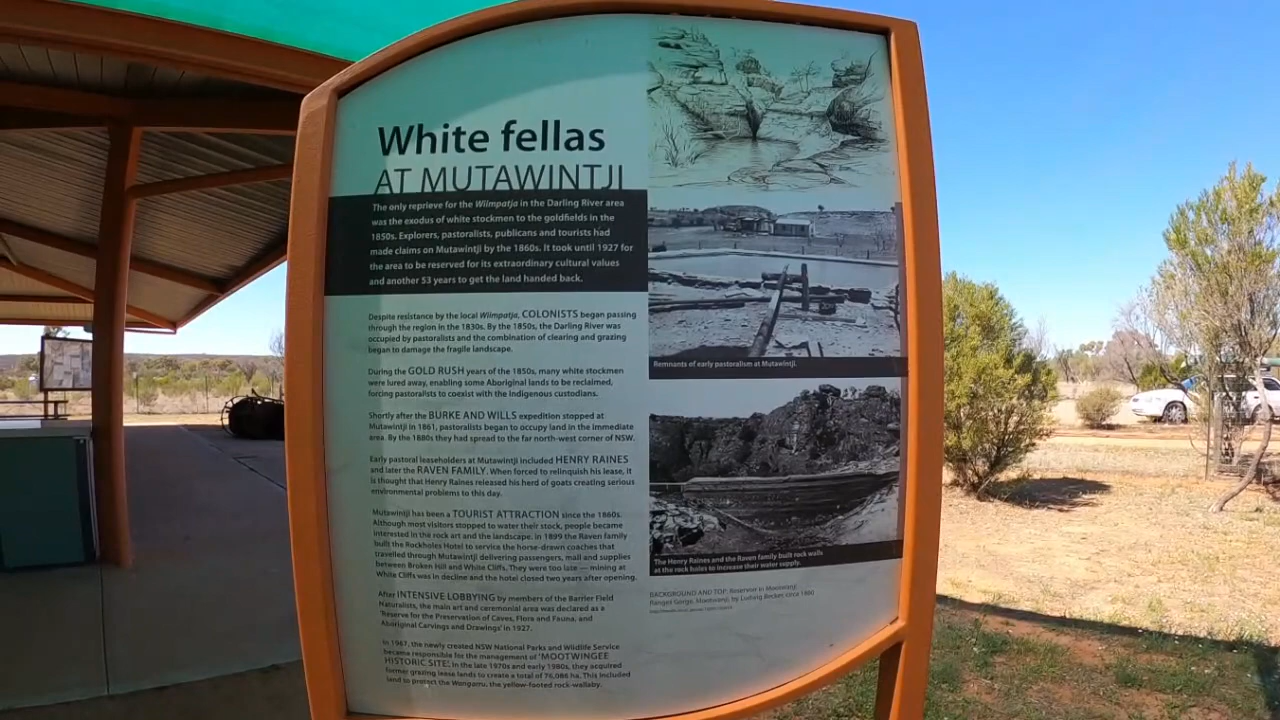 White fellas
AT MUTAWINTJI
The only reprieve for the Wiimpatja in the Darling River area
was the exodus of white stockmen to the goldfields in the
1850s. Explorers, pastoralists, publicans and tourists had
made claims on Mutawintji by the 1860s. It took until 1927 for
the area to be reserved for its extraordinary cultural values
and another 53 years to get the land handed back.
Despite resistance by the local Wiimpatja, COLONISTS began passing
through the region in the 1830s. By the 1850s, the Darling River was
occupied by pastoralists and the combination of clearing and grazing
began to damage the fragile landscape.
During the GOLD RUSH years of the 1850s, many white stockmen
were lured away, enabling some Aboriginal lands to be reclaimed,
forcing pastoralists to coexist with the Indigenous custodians.
Shortly after the BURKE AND WILLS expedition stopped at
Mutawintji in 1861, pastoralists began to occupy land in the immediate
area. By the 1880s they had spread to the far north-west corner of NSW.
Early pastoral leaseholders at Mutawintji included HENRY RAINES
and later the RAVEN FAMILY. When forced to relinquish his lease, it
is thought that Henry Raines released his herd of goats creating serious
environmental problems to this day.
Mutawintji has been a TOURIST ATTRACTION since the 1860s.
Although most visitors stopped to water their stock, people became
interested in the rock art and the landscape. In 1899 the Raven family
built the Rockholes Hotel to service the horse-drawn coaches that
travelled through Mutawintji delivering passengers, mail and supplies
between Broken Hill and White Cliffs. They were too late — mining at
White Cliffs was in decline and the hotel closed two years after opening.
After INTENSIVE LOBBYING by members of the Barrier Field
Naturalists, the main art and ceremonial area was declared as a
'Reserve for the Preservation of Caves, Flora and Fauna, and
Aboriginal Carvings and Drawings' in 1927.
In 1967, the newly created NSW National Parks and Wildlife Service
became responsible for the management of 'MOOTWINGEE
HISTORIC SITE'. In the late 1970s and early 1980s, they acquired
former grazing lease lands to create a total of 76,086 ha. This included
land to protect the Wangarru, the yellow-footed rock-wallaby.
Remnants of early pastoralism at Mutawintji.
The Henry Raines and the Raven family built rock walls
at the rock holes to increase their water supply.
BACKGROUND AND TOP: Reservoir in Mootwanji,
Rangell Gorge, Mootwanji, by Ludwig Becker, circa 1860